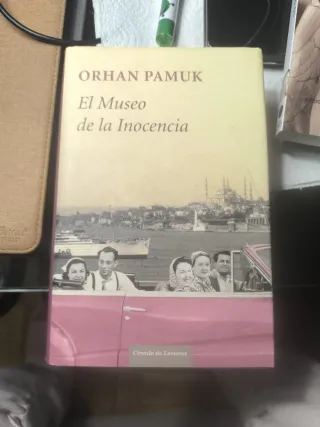 ORHAN PAMUK
El Museo
de la Inocencia
Círculo de Lectores